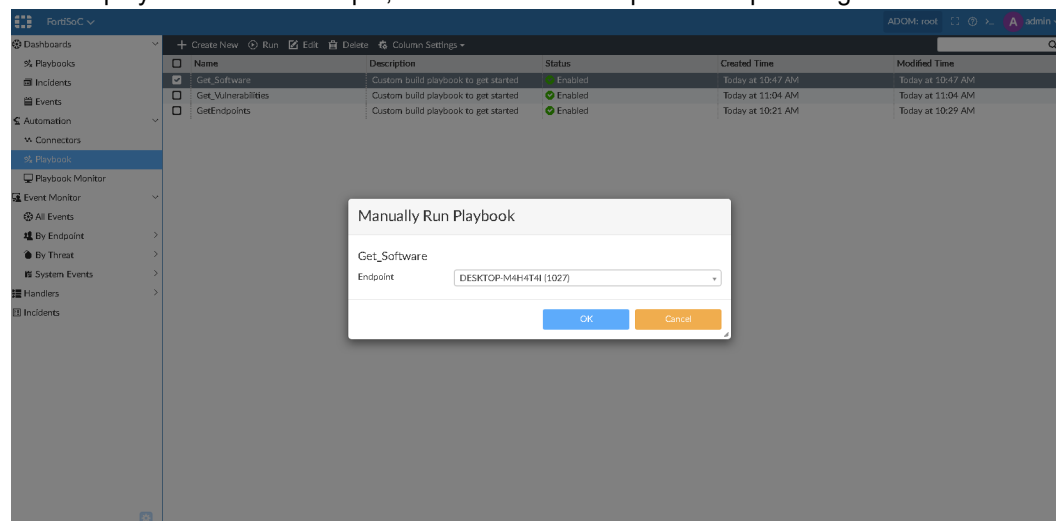 FortiSoC
ADOM: root
A admin
Dashboards
Playbooks
Incidents
Events
Automation
Connectors
Playbook
Playbook Monitor
Event Monitor
All Events
By Endpoint
By Threat
System Events
Handlers
Incidents
+ Create New Run Edit Delete Column Settings
Name Description Status Created Time Modified Time
Get_Software Custom build playbook to get started Enabled Today at 10:47 AM Today at 10:47 AM
Get_Vulnerabilities Custom build playbook to get started Enabled Today at 11:04 AM Today at 11:04 AM
GetEndpoints Custom build playbook to get started Enabled Today at 10:21 AM Today at 10:29 AM
Manually Run Playbook
Get_Software
Endpoint DESKTOP-M4H4T4I (1027)
OK Cancel